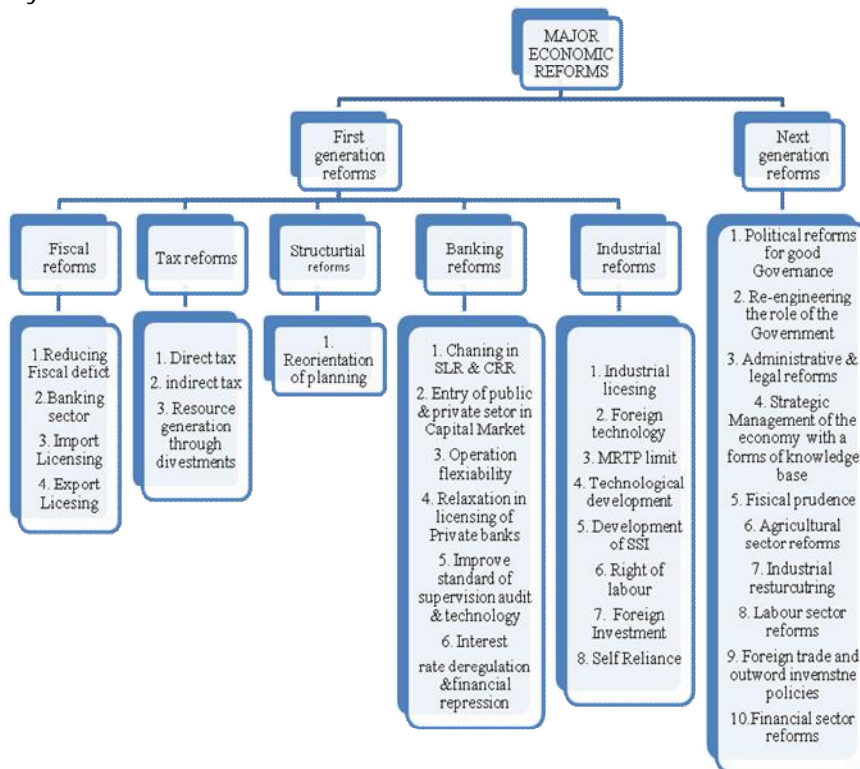 MAJOR
ECONOMIC
REFORMS
First
generation
reforms
Next
generation
reforms
Fiscal
reforms
Tax reforms
Structurtial
reforms
Banking
reforms
Industrial
reforms
1.Reducing
Fiscal defict
2.Banking
sector
3. Import
Licensing
4. Export
Licesing
1. Direct tax
2. indirect tax
3. Resource
generation
through
divestments
1.
Reorientation
of planning
1. Chaning in
SLR & CRR
2. Entry of public
& private setor in
Capital Market
3. Operation
flexiability
4. Relaxation in
licensing of
Private banks
5. Improve
standard of
supervision audit
& technology
6. Interest
rate deregulation
&financial
repression
1. Industrial
licesing
2. Foreign
technology
3. MRTP limit
4. Technological
development
5. Development
of SSI
6. Right of
labour
7. Foreign
Investment
8. Self Reliance
1. Political reforms
for good
Governance
2. Re-engineering
the role of the
Government
3. Administrative &
legal reforms
4. Strategic
Management of the
economy with a
forms of knowledge
base
5. Fisical prudence
6. Agricultural
sector reforms
7. Industrial
resturcutring
8. Labour sector
reforms
9. Foreign trade and
outword invemstne
policies
10.Financial sector
reforms